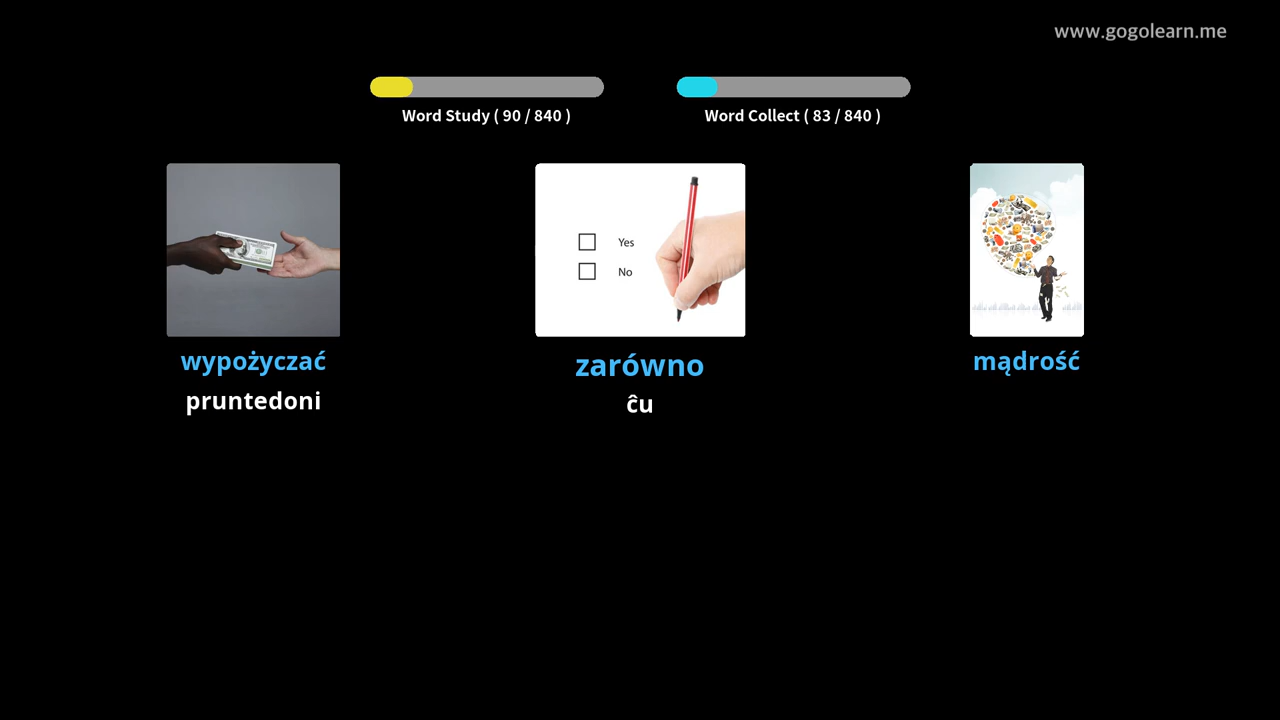 www.gogolearn.me
Word Study ( 90 / 840 )
Word Collect ( 83 / 840 )
Yes
No
wypożyczać
zarówno
mądrość
pruntedoni
ĉu